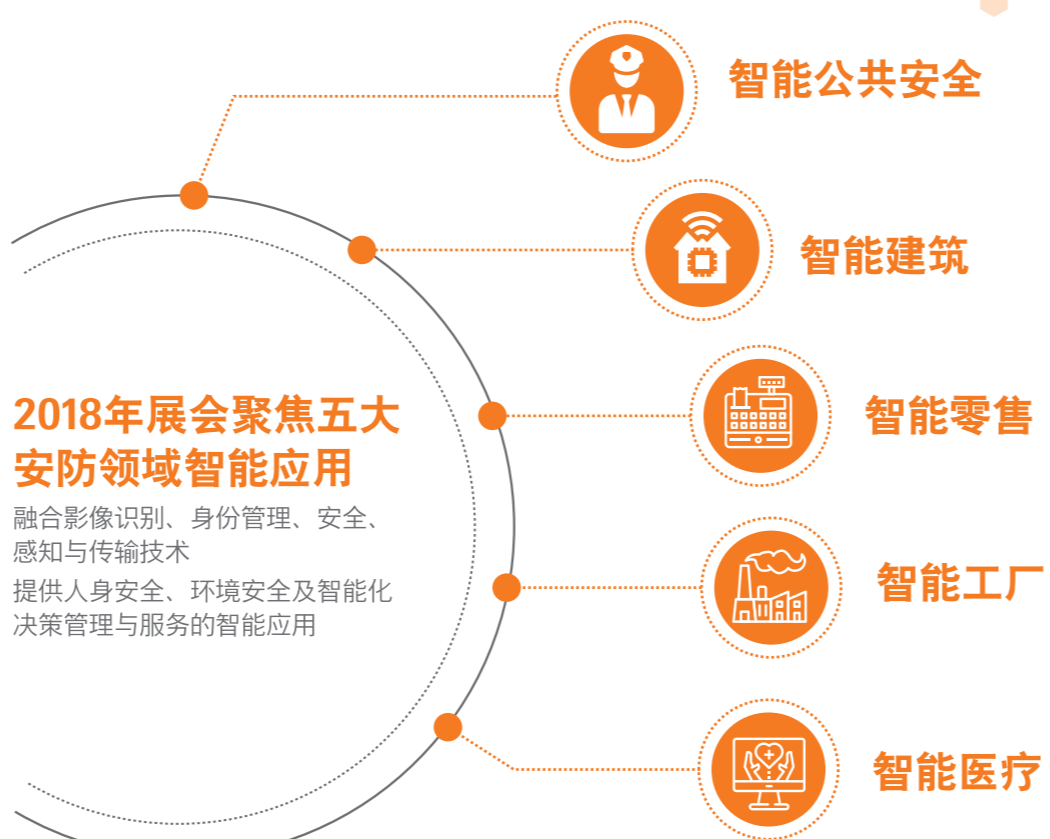 智能公共安全
智能建筑
2018年展会聚焦五大
安防领域智能应用
融合影像识别、身份管理、安全、
感知与传输技术
提供人身安全、环境安全及智能化
决策管理与服务的智能应用
智能零售
智能工厂
智能医疗